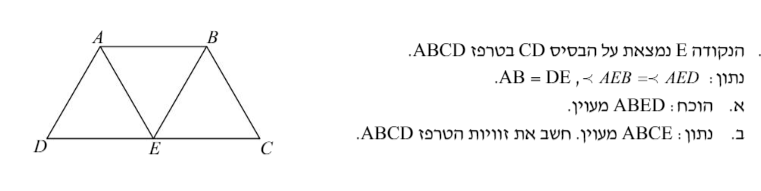 A
B
D
E
C
. הנקודה E נמצאת על הבסיס CD בטרפז ABCD.
נתון: AB = DE , ∢ AEB = ∢ AED.
א. הוכח: ABED מעוין.
ב. נתון: ABCE מעוין. חשב את זוויות הטרפז ABCD.